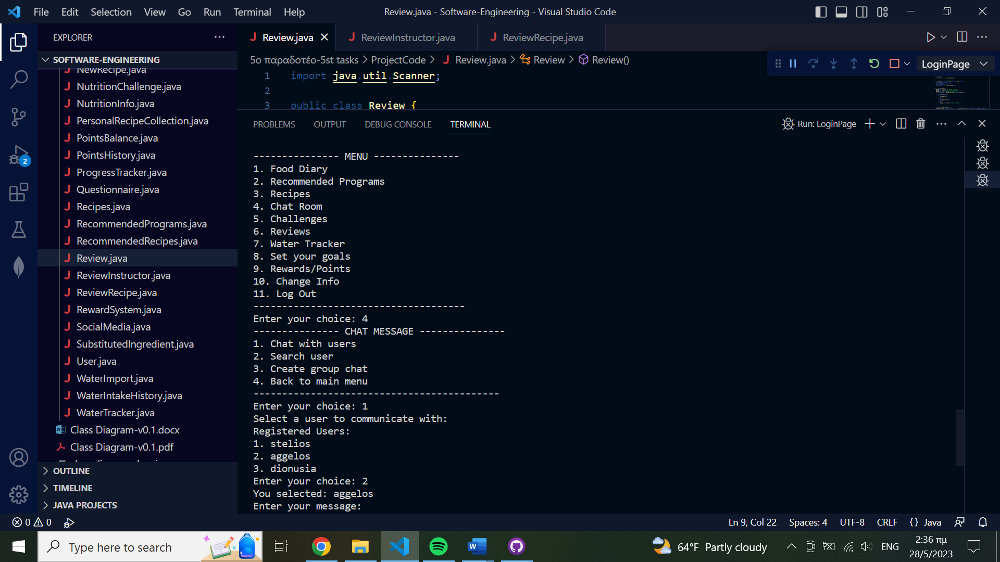 File Edit Selection View Go Run Terminal Help
Review.java - Software-Engineering - Visual Studio Code
EXPLORER
SOFTWARE-ENGINEERING
NewRecipe.java
NutritionChallenge.java
NutritionInfo.java
PersonalRecipeCollection.java
PointsBalance.java
PointsHistory.java
ProgressTracker.java
Questionnaire.java
Recipes.java
RecommendedPrograms.java
RecommendedRecipes.java
Review.java
ReviewInstructor.java
ReviewRecipe.java
RewardSystem.java
SocialMedia.java
SubstitutedIngredient.java
User.java
WaterImport.java
WaterIntakeHistory.java
WaterTracker.java
Class Diagram-v0.1.docx
Class Diagram-v0.1.pdf
OUTLINE
TIMELINE
JAVA PROJECTS
2
Review.java ReviewInstructor.java ReviewRecipe.java
5ο παραδοτέο-5st tasks > ProjectCode > Review.java > Review > Review()
LoginPage
1 import java.util.Scanner;
2
3 public class Review {
PROBLEMS OUTPUT DEBUG CONSOLE TERMINAL
Run: LoginPage
--------------- MENU ---------------
1. Food Diary
2. Recommended Programs
3. Recipes
4. Chat Room
5. Challenges
6. Reviews
7. Water Tracker
8. Set your goals
9. Rewards/Points
10. Change Info
11. Log Out
-------------------------------------
Enter your choice: 4
--------------- CHAT MESSAGE ---------------
1. Chat with users
2. Search user
3. Create group chat
4. Back to main menu
-------------------------------------------
Enter your choice: 1
Select a user to communicate with:
Registered Users:
1. stelios
2. aggelos
3. dionusia
Enter your choice: 2
You selected: aggelos
Enter your message:
0 0
Ln 9, Col 22 Spaces: 4 UTF-8 CRLF {} Java
Type here to search
64°F Partly cloudy
ENG
2:36 πμ
28/5/2023